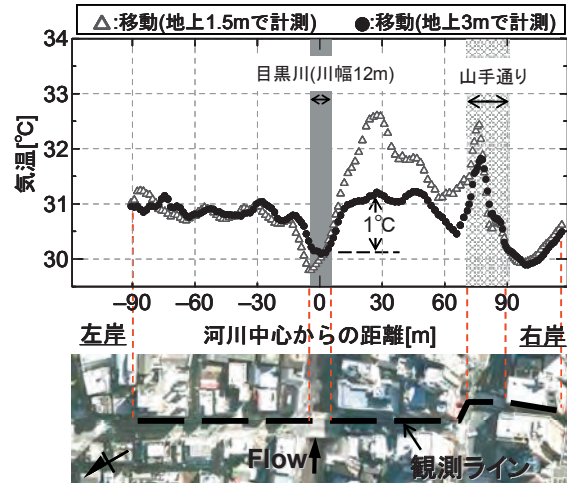 △:移動(地上1.5mで計測) ●:移動(地上3mで計測)
34
33
32
31
30
気温[℃]
目黒川(川幅12m)
山手通り
1℃
−90 −60 −30 0 30 60 90
左岸 河川中心からの距離[m] 右岸
Flow
観測ライン